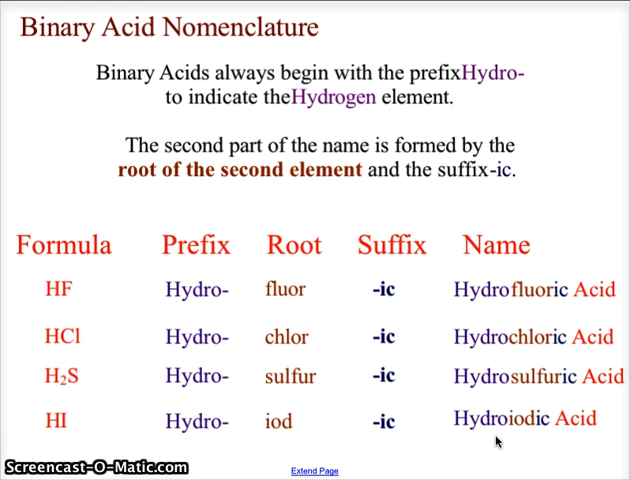 Binary Acid Nomenclature
Binary Acids always begin with the prefixHydro-
to indicate theHydrogen element.
The second part of the name is formed by the
root of the second element and the suffix-ic.
Formula Prefix Root Suffix Name
HF Hydro- fluor -ic Hydrofluoric Acid
HCl Hydro- chlor -ic Hydrochloric Acid
H₂S Hydro- sulfur -ic Hydrosulfuric Acid
HI Hydro- iod -ic Hydroiodic Acid
Screencast-O-Matic.com
Extend Page